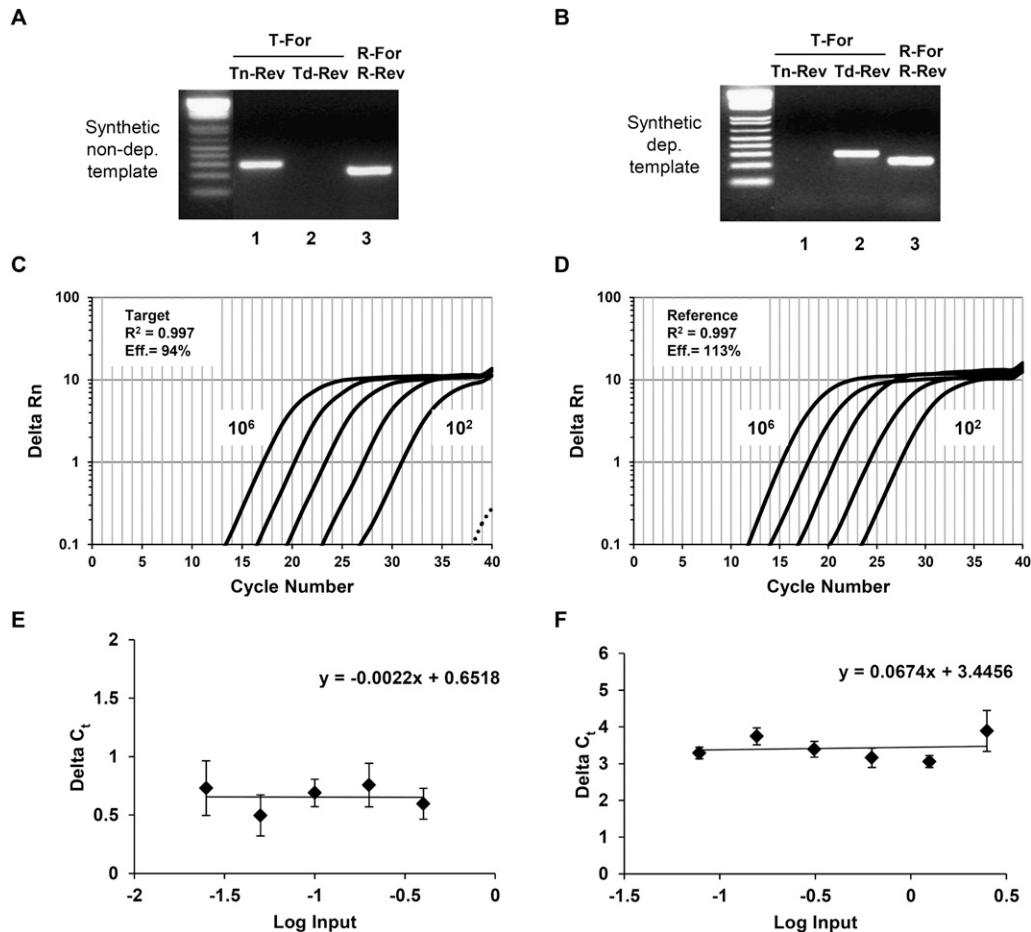 A
T-For
R-For
Tn-Rev Td-Rev R-Rev
Synthetic
non-dep.
template
1 2 3
B
T-For
R-For
Tn-Rev Td-Rev R-Rev
Synthetic
dep.
template
1 2 3
C
Target
R² = 0.997
Eff.= 94%
10⁶
10²
100
10
1
0.1
Delta Rn
0 5 10 15 20 25 30 35 40
Cycle Number
D
Reference
R² = 0.997
Eff.= 113%
10⁶
10²
100
10
1
0.1
Delta Rn
0 5 10 15 20 25 30 35 40
Cycle Number
E
y = -0.0022x + 0.6518
2
1.5
1
0.5
0
Delta Cₜ
-2 -1.5 -1 -0.5 0
Log Input
F
y = 0.0674x + 3.4456
6
5
4
3
2
1
0
Delta Cₜ
-1.5 -1 -0.5 0 0.5
Log Input